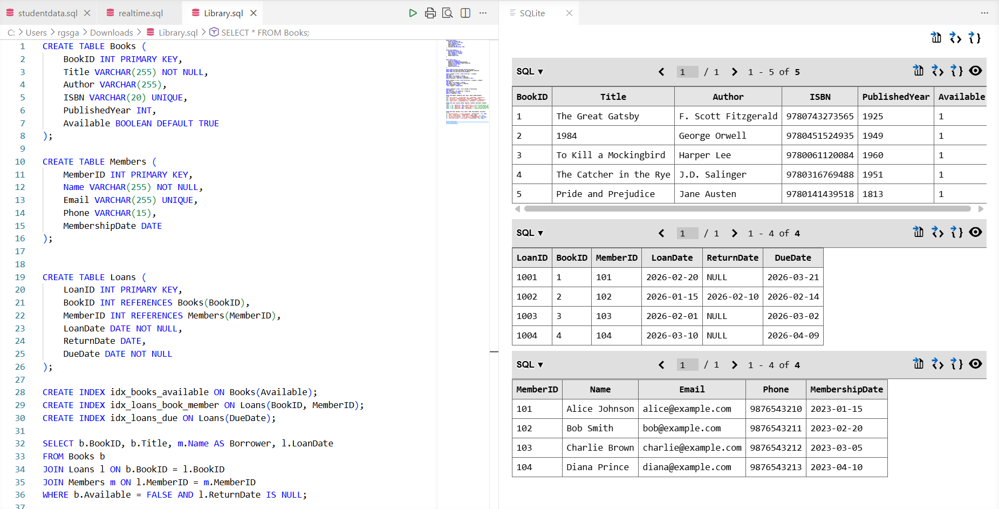 studentdata.sql
realtime.sql
Library.sql
SQLite
C: > Users > rgsga > Downloads > Library.sql > SELECT * FROM Books;
1 CREATE TABLE Books (
2 BookID INT PRIMARY KEY,
3 Title VARCHAR(255) NOT NULL,
4 Author VARCHAR(255),
5 ISBN VARCHAR(20) UNIQUE,
6 PublishedYear INT,
7 Available BOOLEAN DEFAULT TRUE
8 );
9
10 CREATE TABLE Members (
11 MemberID INT PRIMARY KEY,
12 Name VARCHAR(255) NOT NULL,
13 Email VARCHAR(255) UNIQUE,
14 Phone VARCHAR(15),
15 MembershipDate DATE
16 );
17
18
19 CREATE TABLE Loans (
20 LoanID INT PRIMARY KEY,
21 BookID INT REFERENCES Books(BookID),
22 MemberID INT REFERENCES Members(MemberID),
23 LoanDate DATE NOT NULL,
24 ReturnDate DATE,
25 DueDate DATE NOT NULL
26 );
27
28 CREATE INDEX idx_books_available ON Books(Available);
29 CREATE INDEX idx_loans_book_member ON Loans(BookID, MemberID);
30 CREATE INDEX idx_loans_due ON Loans(DueDate);
31
32 SELECT b.BookID, b.Title, m.Name AS Borrower, l.LoanDate
33 FROM Books b
34 JOIN Loans l ON b.BookID = l.BookID
35 JOIN Members m ON l.MemberID = m.MemberID
36 WHERE b.Available = FALSE AND l.ReturnDate IS NULL;
37
SQL ▼ < 1 / 1 > 1 - 5 of 5
BookID Title Author ISBN PublishedYear Available
1 The Great Gatsby F. Scott Fitzgerald 9780743273565 1925 1
2 1984 George Orwell 9780451524935 1949 1
3 To Kill a Mockingbird Harper Lee 9780061120084 1960 1
4 The Catcher in the Rye J.D. Salinger 9780316769488 1951 1
5 Pride and Prejudice Jane Austen 9780141439518 1813 1
SQL ▼ < 1 / 1 > 1 - 4 of 4
LoanID BookID MemberID LoanDate ReturnDate DueDate
1001 1 101 2026-02-20 NULL 2026-03-21
1002 2 102 2026-01-15 2026-02-10 2026-02-14
1003 3 103 2026-02-01 NULL 2026-03-02
1004 4 104 2026-03-10 NULL 2026-04-09
SQL ▼ < 1 / 1 > 1 - 4 of 4
MemberID Name Email Phone MembershipDate
101 Alice Johnson alice@example.com 9876543210 2023-01-15
102 Bob Smith bob@example.com 9876543211 2023-02-20
103 Charlie Brown charlie@example.com 9876543212 2023-03-05
104 Diana Prince diana@example.com 9876543213 2023-04-10